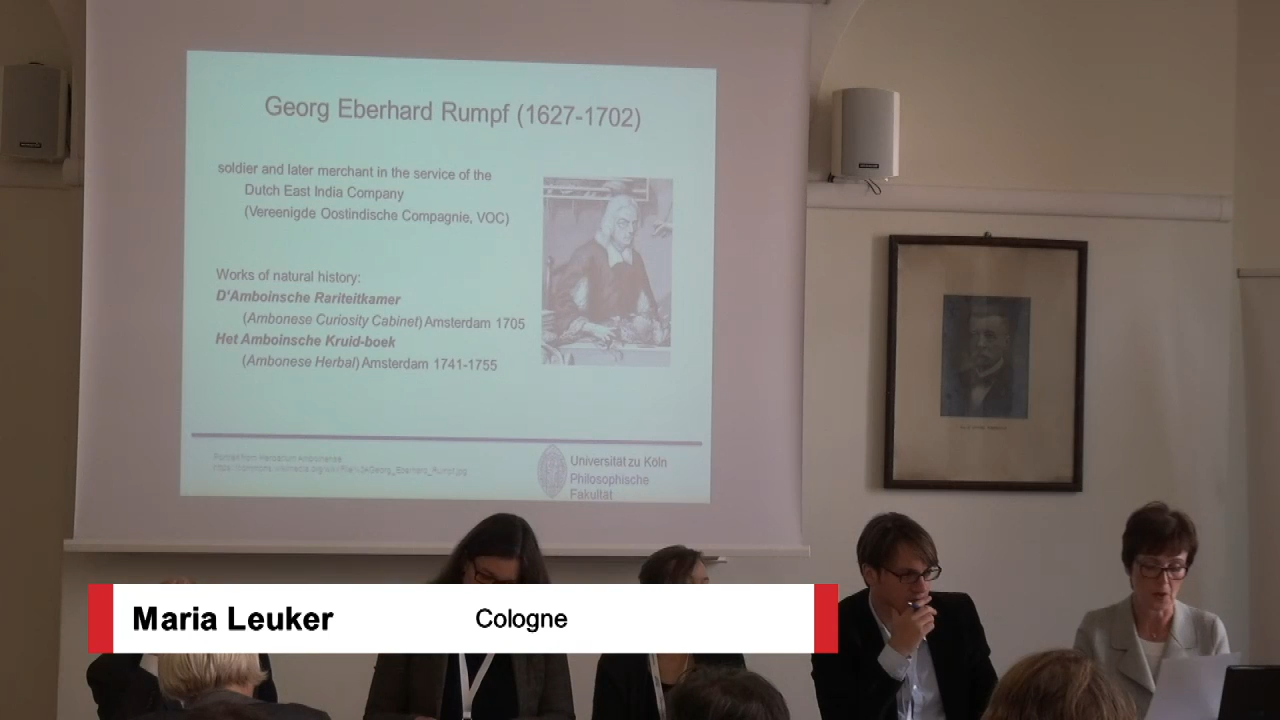 Georg Eberhard Rumpf (1627-1702)
soldier and later merchant in the service of the
Dutch East India Company
(Vereenigde Oostindische Compagnie, VOC)
Works of natural history:
D'Amboinsche Rariteitkamer
(Ambonese Curiosity Cabinet) Amsterdam 1705
Het Amboinsche Kruid-boek
(Ambonese Herbal) Amsterdam 1741-1755
Universität zu Köln
Philosophische
Fakultät
Maria Leuker Cologne